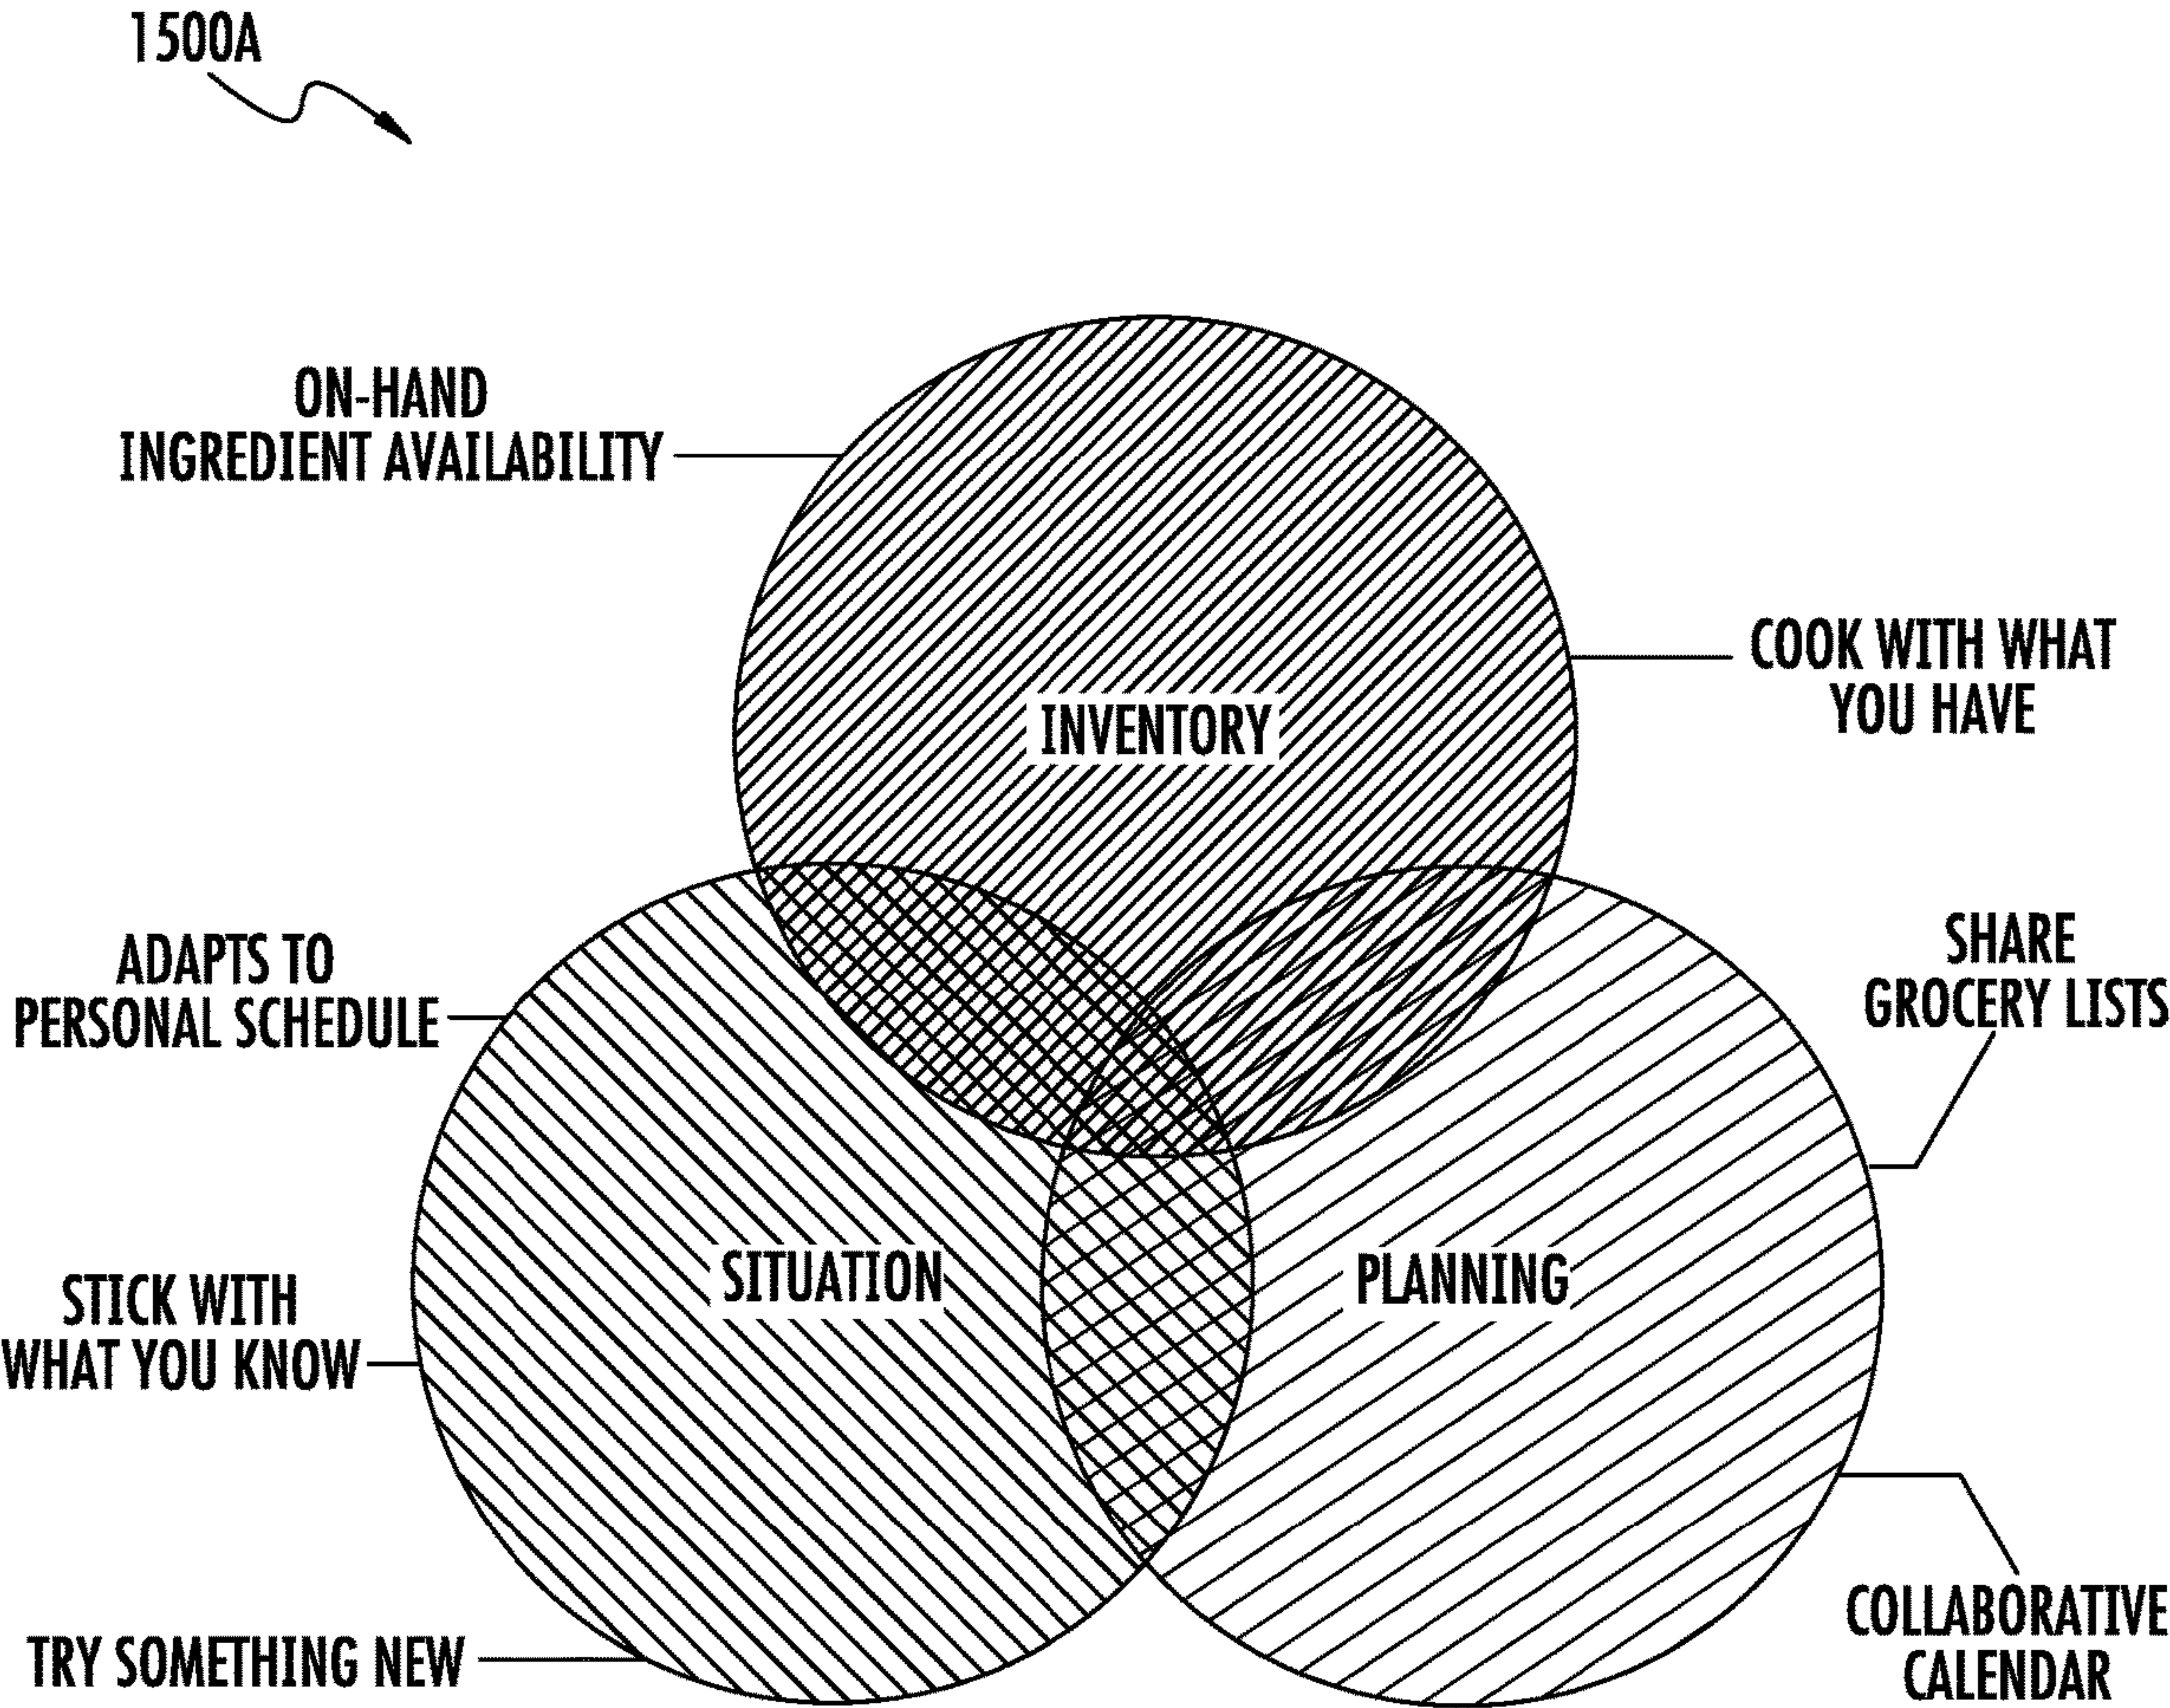 1500A
ON-HAND
INGREDIENT AVAILABILITY
COOK WITH WHAT
YOU HAVE
INVENTORY
ADAPTS TO
PERSONAL SCHEDULE
SHARE
GROCERY LISTS
SITUATION
PLANNING
STICK WITH
WHAT YOU KNOW
TRY SOMETHING NEW
COLLABORATIVE
CALENDAR